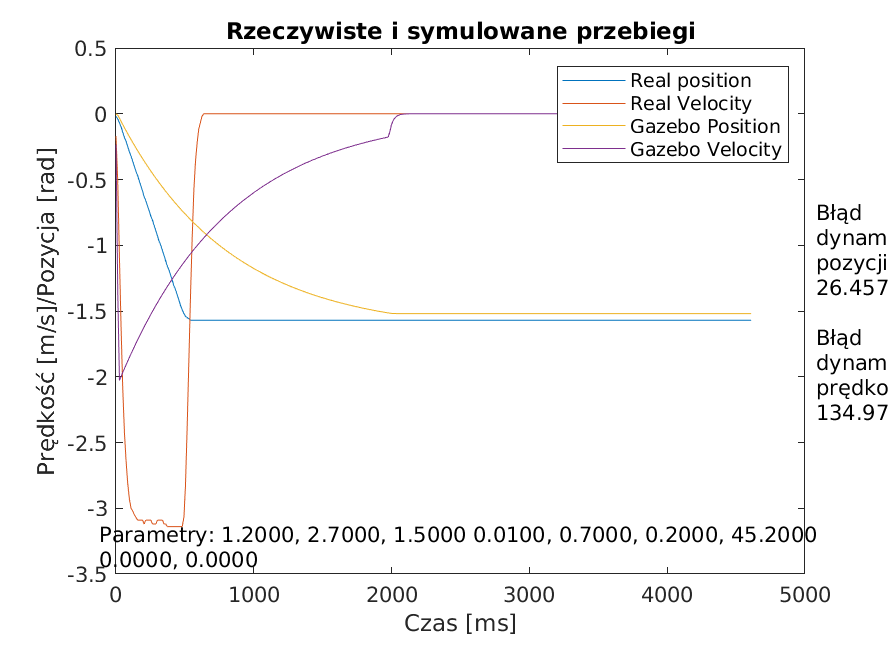 Rzeczywiste i symulowane przebiegi
0.5
0
-0.5
-1
-1.5
-2
-2.5
-3
-3.5
Prędkość [m/s]/Pozycja [rad]
Real position
Real Velocity
Gazebo Position
Gazebo Velocity
Błąd
dynam
pozycji
26.457
Błąd
dynam
prędko
134.97
Parametry: 1.2000, 2.7000, 1.5000 0.0100, 0.7000, 0.2000, 45.2000
0.0000, 0.0000
0
1000
2000
3000
4000
5000
Czas [ms]